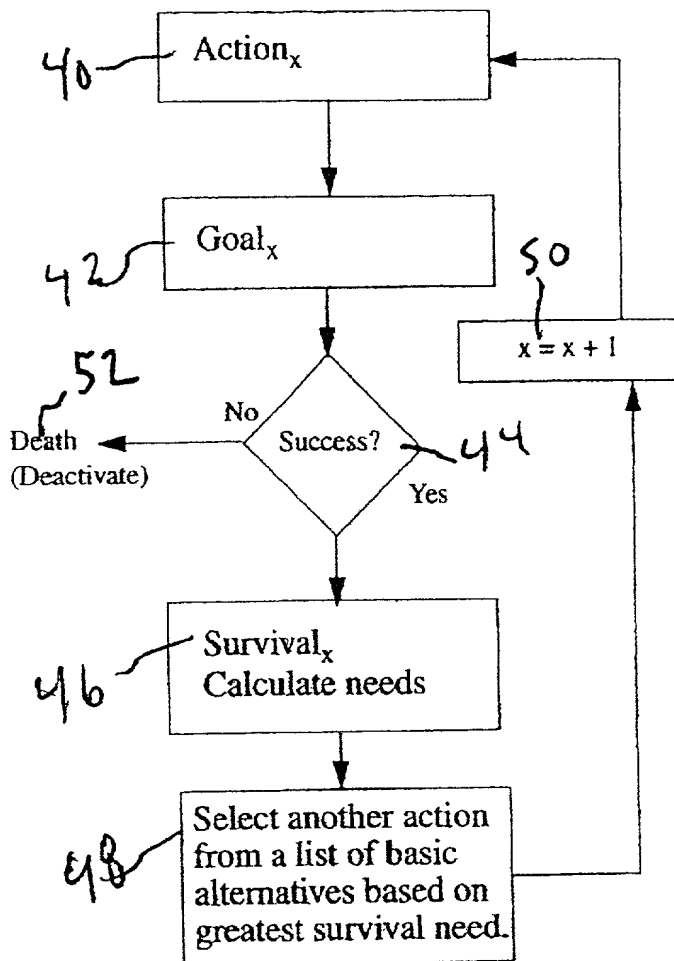 40
Action_x
42
Goal_x
50
x = x + 1
52
No
Death
(Deactivate)
Success?
44
Yes
46
Survival_x
Calculate needs
48
Select another action
from a list of basic
alternatives based on
greatest survival need.